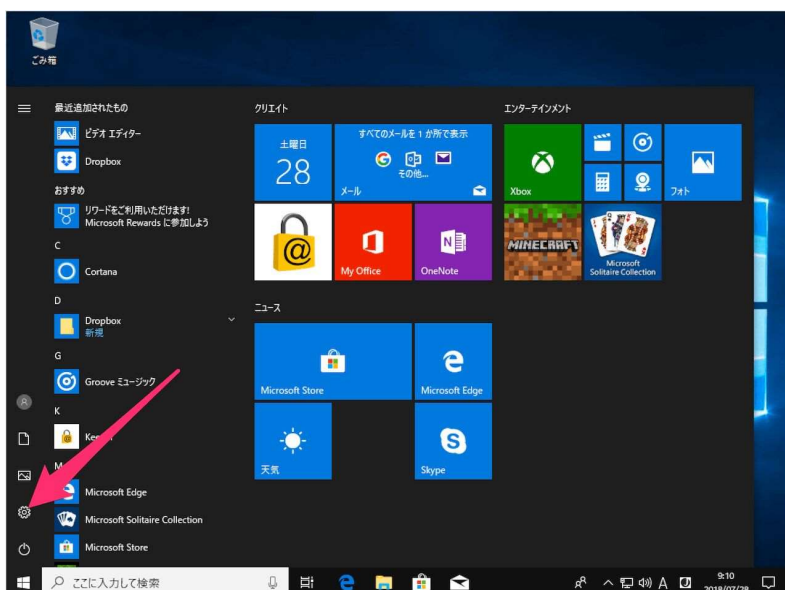 ごみ箱
最近追加されたもの
ビデオ エディター
Dropbox
おすすめ
リワードをご利用いただけます!
Microsoft Rewards に参加しよう
C
Cortana
D
Dropbox
新規
G
Groove ミュージック
K
M
Microsoft Edge
Microsoft Solitaire Collection
Microsoft Store
クリエイト
土曜日
28
すべてのメールを 1 か所で表示
その他...
メール
@
My Office
OneNote
ニュース
Microsoft Store
Microsoft Edge
天気
Skype
エンターテインメント
Xbox
フォト
MINECRAFT
Microsoft
Solitaire Collection
ここに入力して検索
A
9:10
2018/07/28